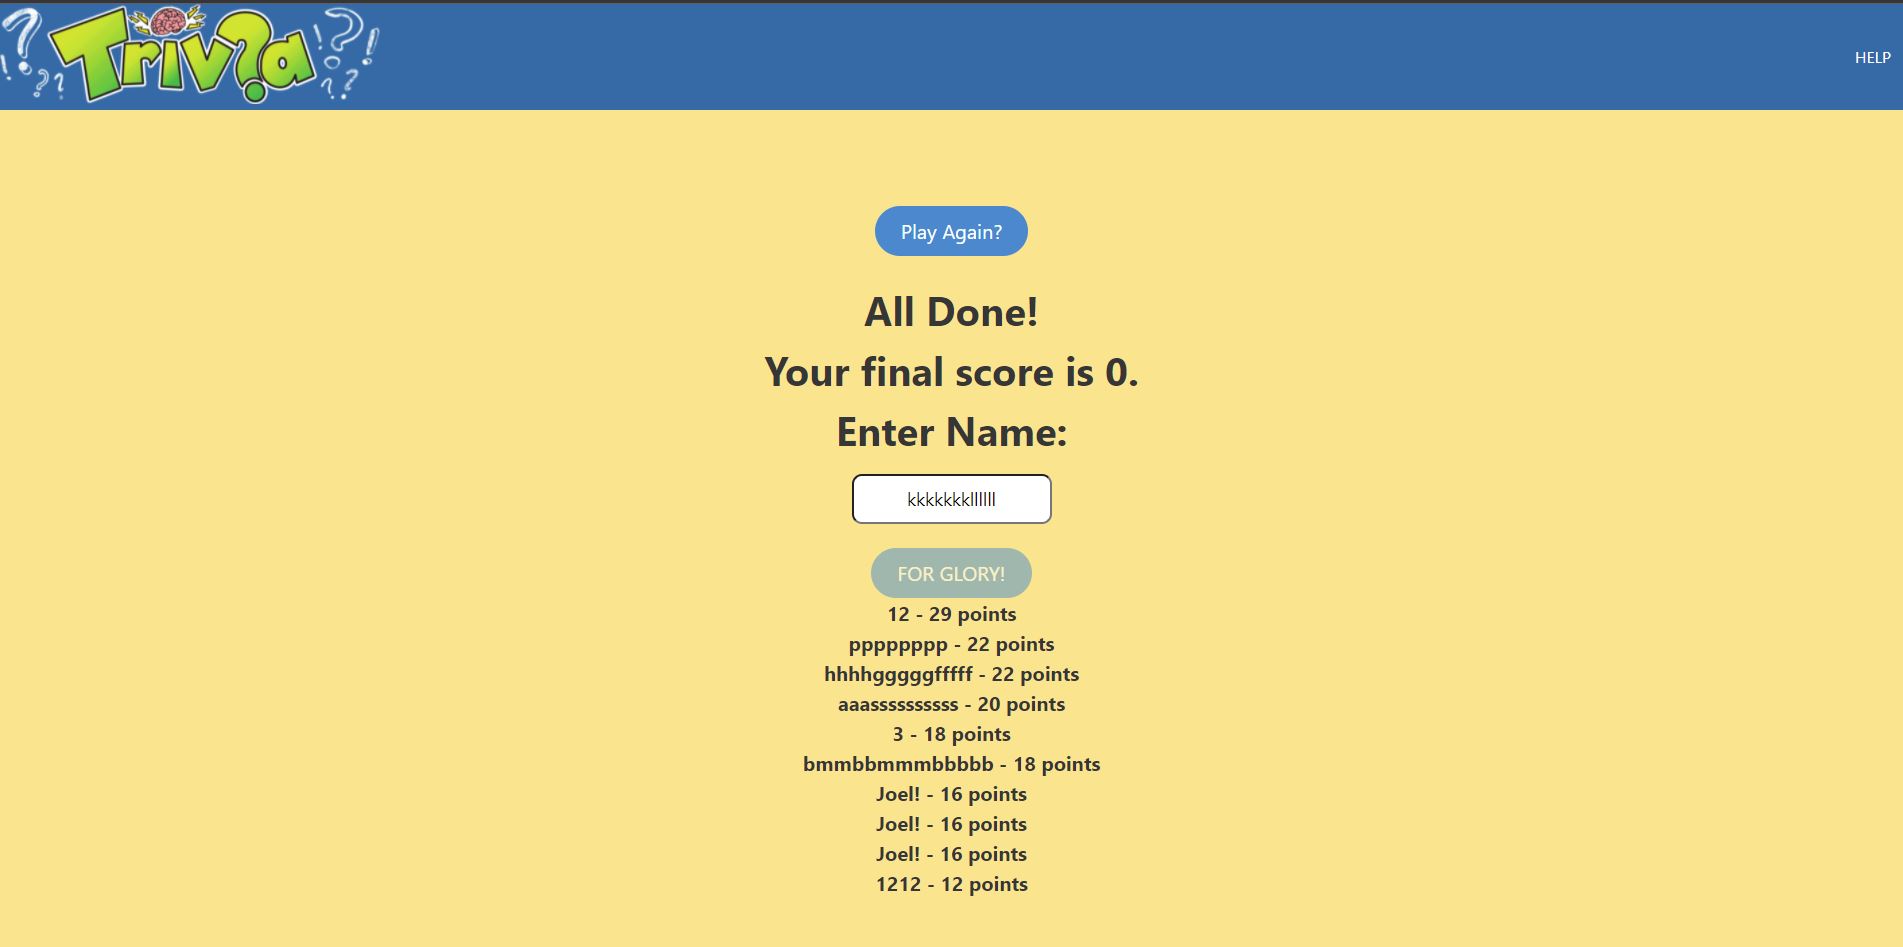 Triv?a
HELP
Play Again?
All Done!
Your final score is 0.
Enter Name:
kkkkkkkllllll
FOR GLORY!
12 - 29 points
pppppppp - 22 points
hhhhgggggfffff - 22 points
aaassssssssss - 20 points
3 - 18 points
bmmbbmmmbbbbb - 18 points
Joel! - 16 points
Joel! - 16 points
Joel! - 16 points
1212 - 12 points